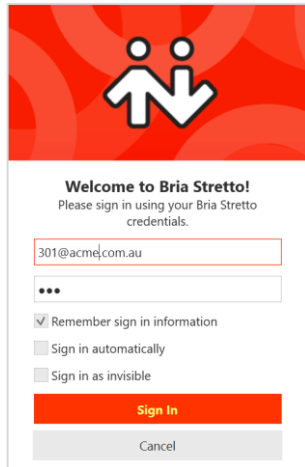 Welcome to Bria Stretto!
Please sign in using your Bria Stretto
credentials.
301@acme.com.au
•••
Remember sign in information
Sign in automatically
Sign in as invisible
Sign In
Cancel